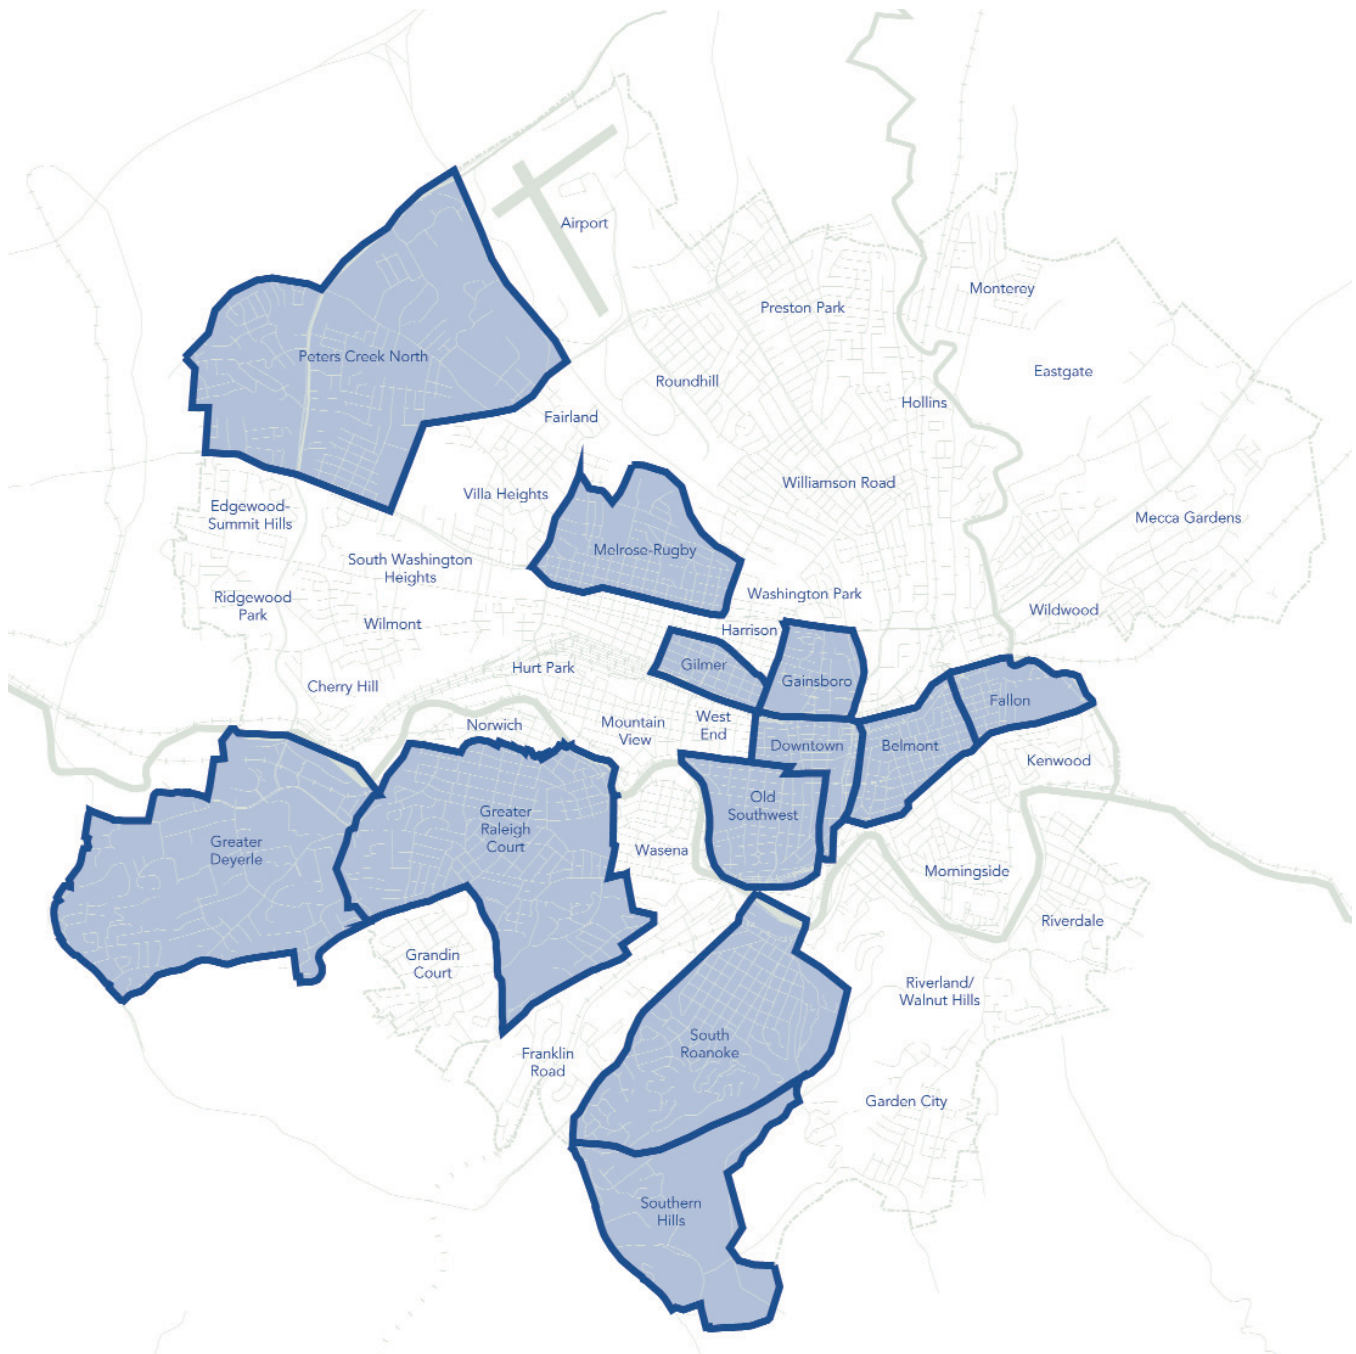 Airport
Monterey
Preston Park
Peters Creek North
Eastgate
Roundhill
Hollins
Fairland
Williamson Road
Villa Heights
Edgewood-
Summit Hills
Mecca Gardens
Melrose-Rugby
South Washington
Heights
Ridgewood
Park
Washington Park
Wildwood
Wilmont
Harrison
Gilmer
Hurt Park
Gainsboro
Cherry Hill
Fallon
Norwich
Mountain
View
West
End
Downtown
Belmont
Kenwood
Old
Southwest
Greater
Raleigh
Court
Greater
Deyerle
Wasena
Morningside
Riverdale
Grandin
Court
Riverland/
Walnut Hills
South
Roanoke
Franklin
Road
Garden City
Southern
Hills